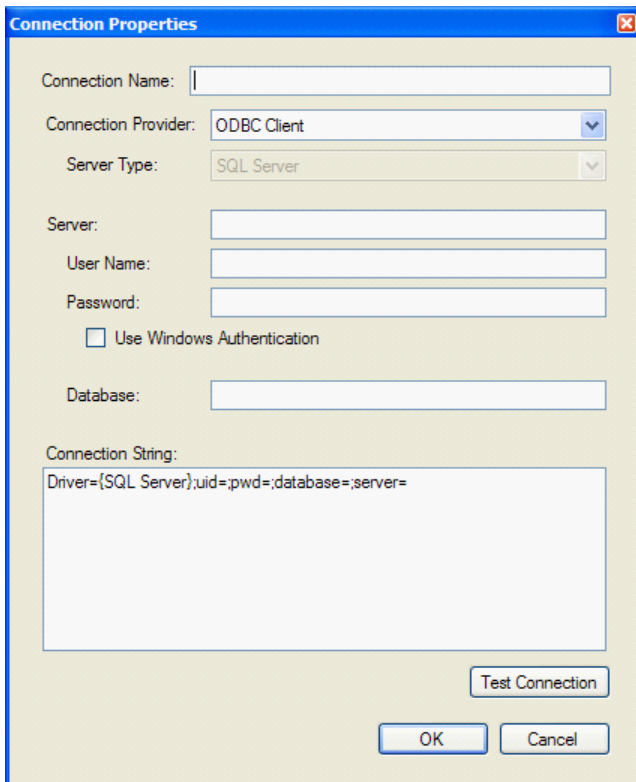 Connection Properties
Connection Name:
Connection Provider: ODBC Client
Server Type: SQL Server
Server:
User Name:
Password:
Use Windows Authentication
Database:
Connection String:
Driver={SQL Server};uid=;pwd=;database=;server=
Test Connection
OK Cancel